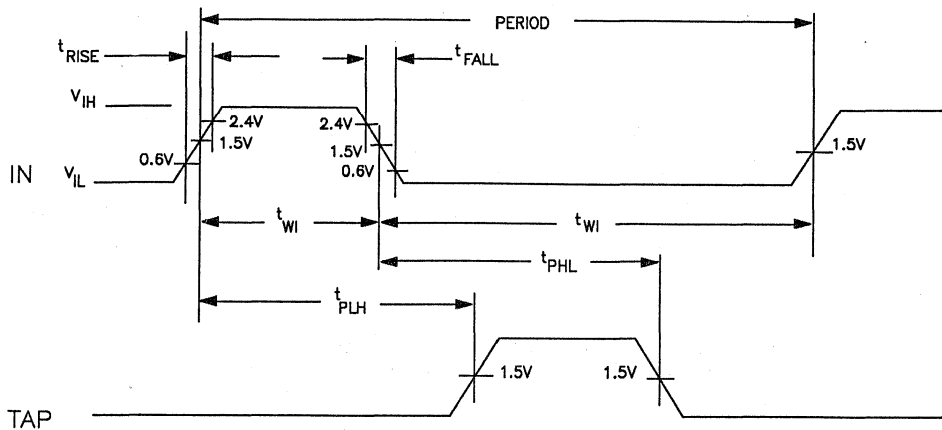 PERIOD
tRISE
tFALL
VIH
2.4V
2.4V
1.5V
1.5V
1.5V
0.6V
0.6V
IN
VIL
tWI
tWI
tPHL
tPLH
1.5V
1.5V
TAP